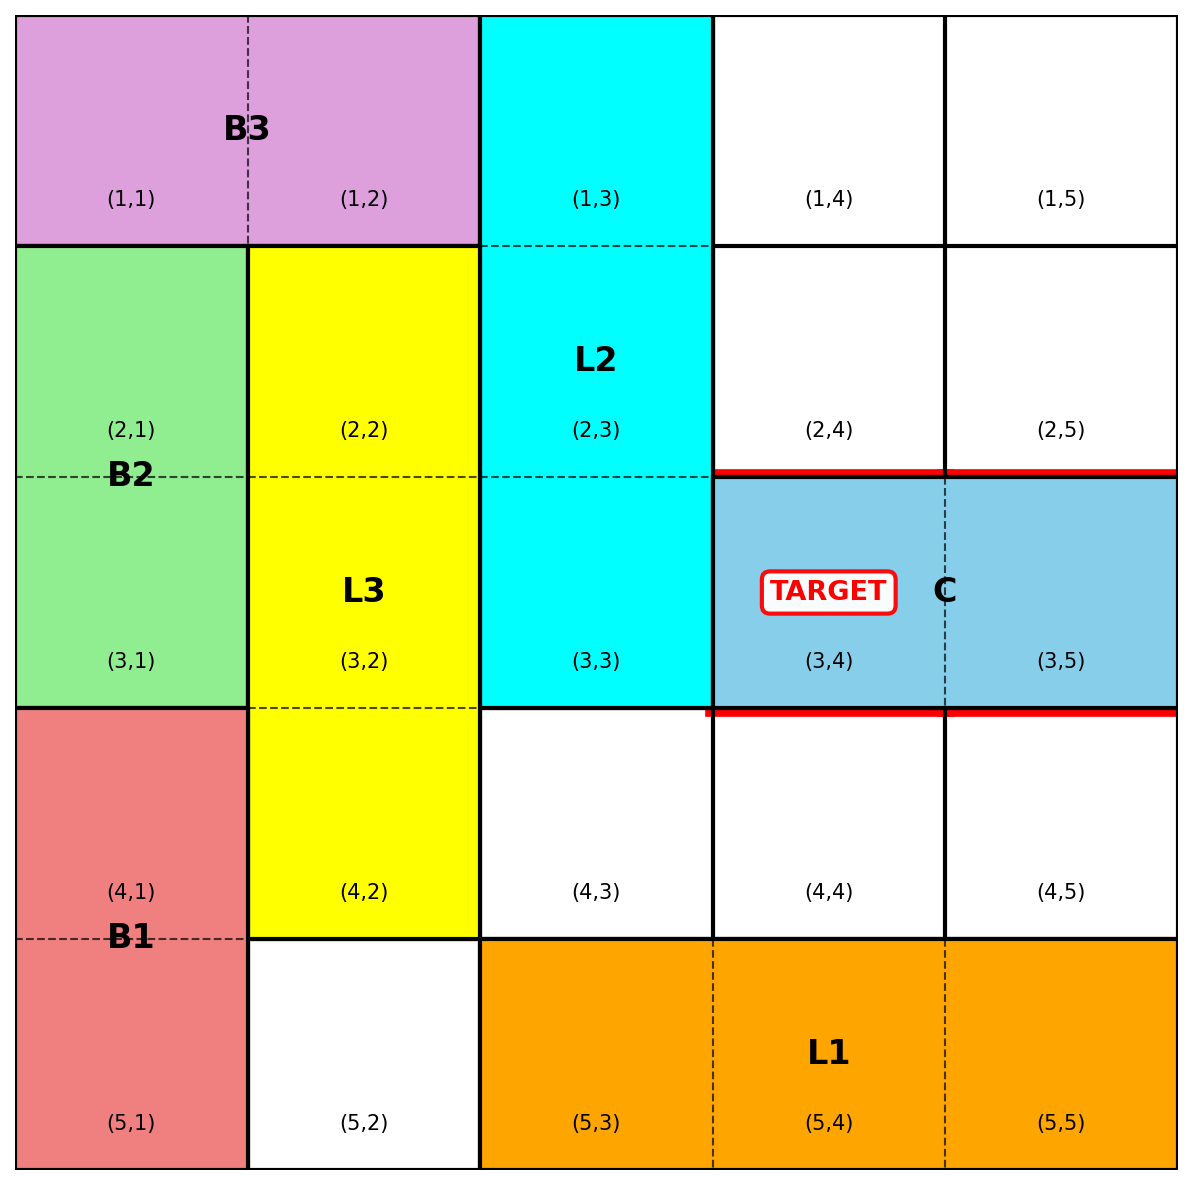 B3
(1,1) (1,2) (1,3) (1,4) (1,5)
L2
(2,1) (2,2) (2,3) (2,4) (2,5)
B2
L3 TARGET C
(3,1) (3,2) (3,3) (3,4) (3,5)
(4,1) (4,2) (4,3) (4,4) (4,5)
B1
L1
(5,1) (5,2) (5,3) (5,4) (5,5)